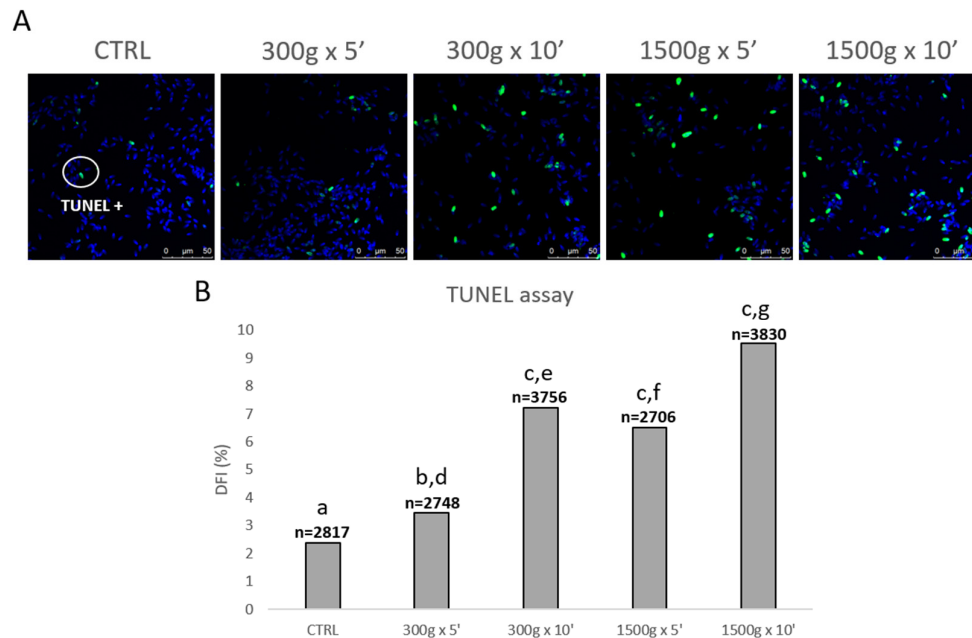 A
CTRL 300g x 5' 300g x 10' 1500g x 5' 1500g x 10'
TUNEL +
0 µm 50 0 µm 50 0 µm 50 0 µm 50 0 µm 50
B TUNEL assay
DFI (%)
10
9
8
7
6
5
4
3
2
1
0
a
n=2817
b,d
n=2748
c,e
n=3756
c,f
n=2706
c,g
n=3830
CTRL 300g x 5' 300g x 10' 1500g x 5' 1500g x 10'